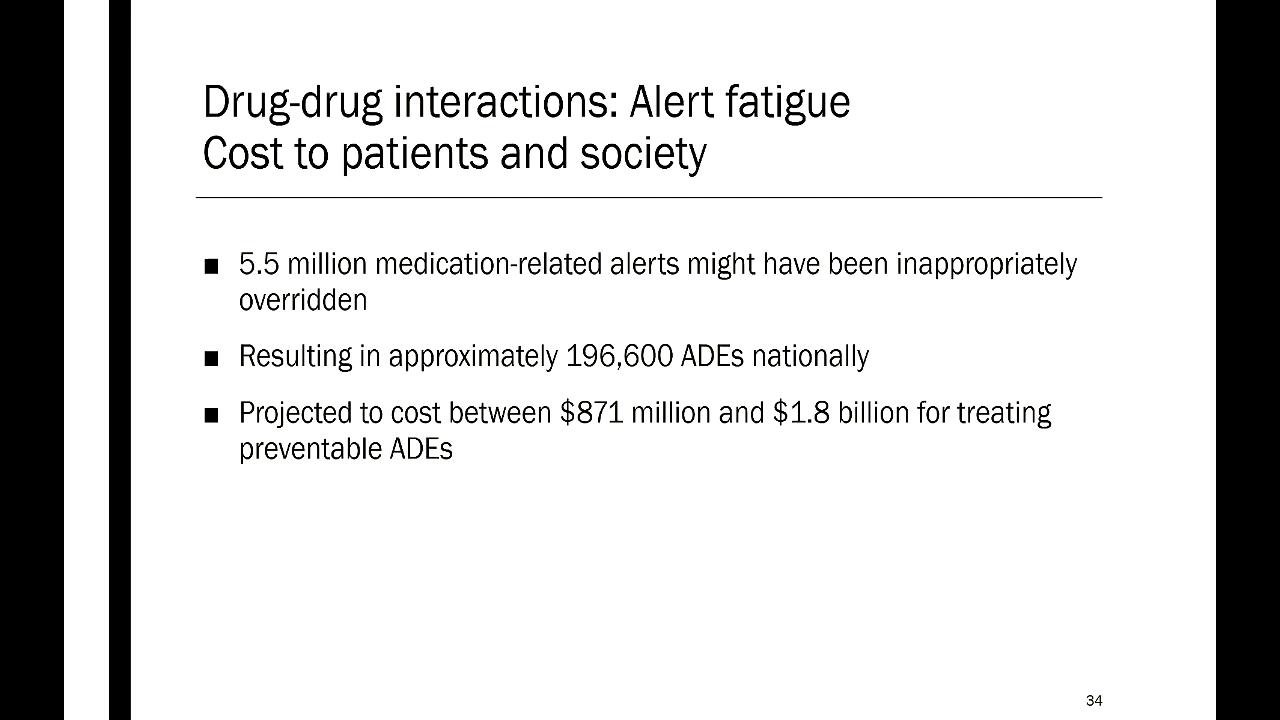 Drug-drug interactions: Alert fatigue
Cost to patients and society
■ 5.5 million medication-related alerts might have been inappropriately
overridden
■ Resulting in approximately 196,600 ADEs nationally
■ Projected to cost between $871 million and $1.8 billion for treating
preventable ADEs
34